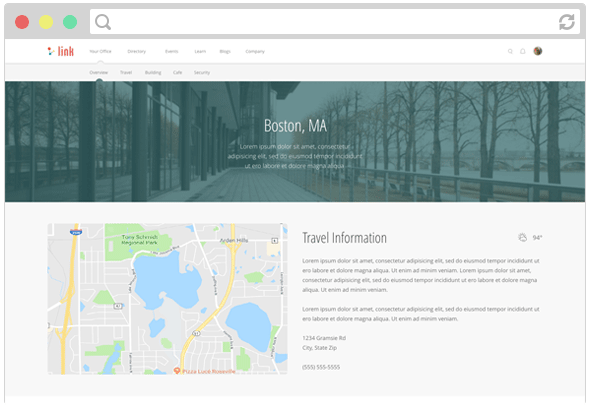 link
Your Office Directory Events Learn Blogs Company
Overview Travel Building Cafe Security
Boston, MA
Lorem ipsum dolor sit amet, consectetur
adipiscing elit, sed do eiusmod tempor incididunt
ut ero labore et dolore magna aliqua
Tony Schmidt
Regional Park
Arden Hills
Pizza Luce Roseville
Travel Information
94°
Lorem ipsum dolor sit amet, consectetur adipisicing elit, sed do eiusmod tempor incididunt ut
ero labore et dolore magna aliqua. Ut enim ad minim veniam. Lorem ipsum dolor sit amet,
consectetur adipisicing elit, sed do eiusmod tempor incididunt ut ero labore et dolore magna
aliqua. Ut enim ad minim veniam.
Lorem ipsum dolor sit amet, consectetur adipisicing elit, sed do eiusmod tempor incididunt ut
ero labore et dolore magna aliqua. Ut enim ad minim veniam.
1234 Gramsie Rd
City, State Zip
(555) 555-5555